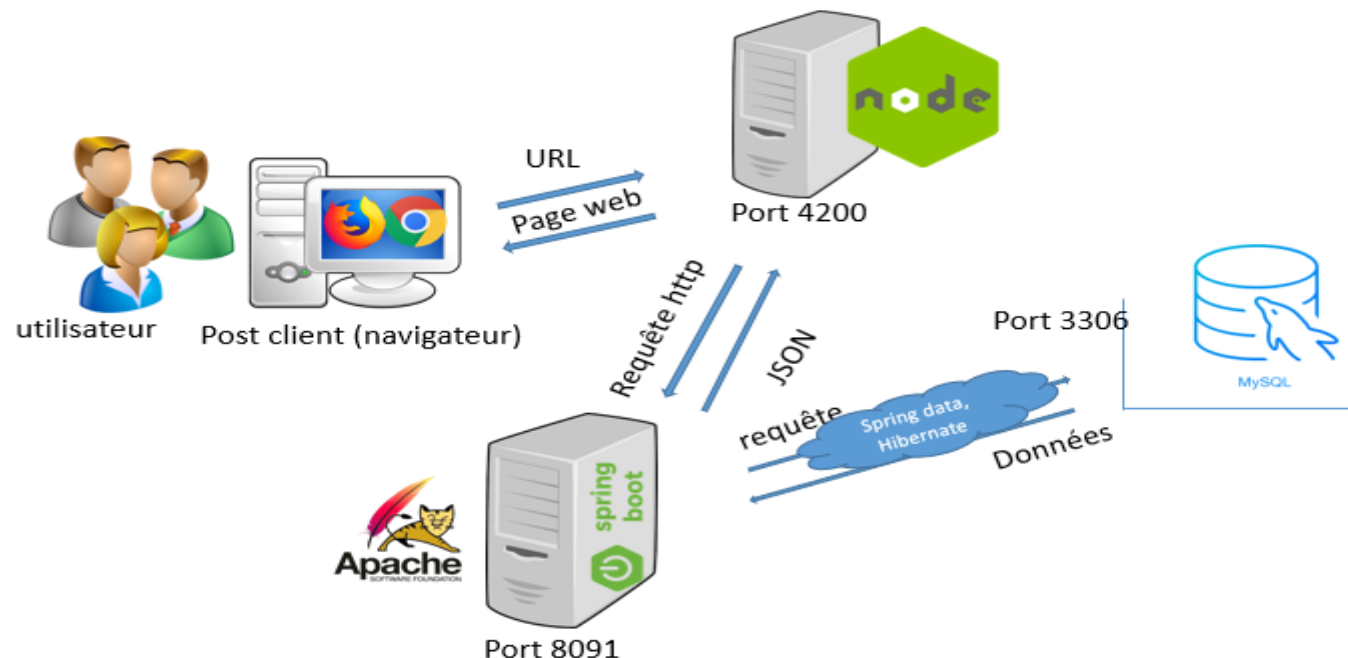 node
URL
Page web
Port 4200
utilisateur
Post client (navigateur)
Requête http
JSON
Port 3306
MySQL
requête
Spring data,
Hibernate
Données
spring
boot
Apache
SOFTWARE FOUNDATION
Port 8091